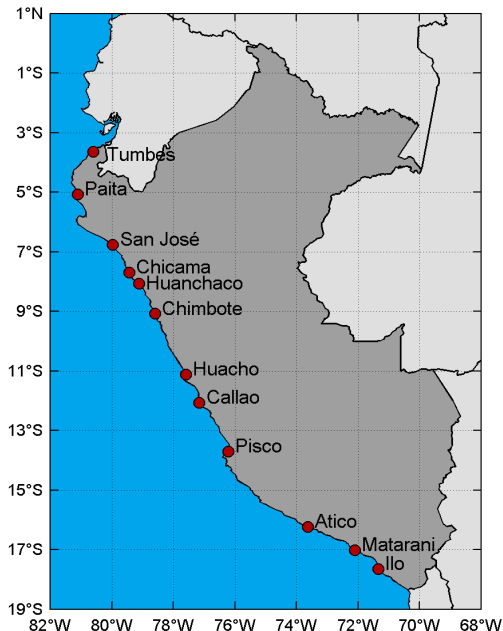 1°N
1°S
3°S
Tumbes
5°S
Paita
San José
7°S
Chicama
Huanchaco
9°S
Chimbote
11°S
Huacho
Callao
13°S
Pisco
15°S
Atico
17°S
Matarani
Ilo
19°S
82°W 80°W 78°W 76°W 74°W 72°W 70°W 68°W